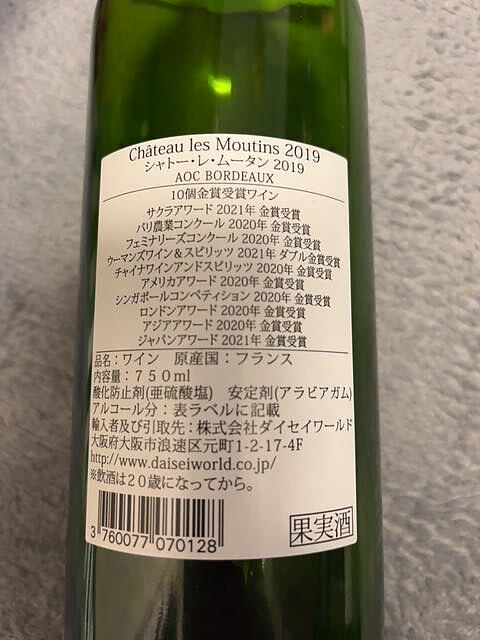 Château les Moutins 2019
シャトー・レ・ムータン 2019
AOC BORDEAUX
10個金賞受賞ワイン
サクラアワード 2021年 金賞受賞
パリ農業コンクール 2020年 金賞受賞
フェミナリーズコンクール 2020年 金賞受賞
ウーマンズワイン&スピリッツ 2021年 ダブル金賞受賞
チャイナワインアンドスピリッツ 2020年 金賞受賞
アメリカアワード 2020年 金賞受賞
シンガポールコンペティション 2020年 金賞受賞
ロンドンアワード 2020年 金賞受賞
アジアアワード 2020年 金賞受賞
ジャパンアワード 2021年 金賞受賞
品名:ワイン 原産国:フランス
内容量:750ml
酸化防止剤(亜硫酸塩) 安定剤(アラビアガム)
アルコール分:表ラベルに記載
輸入者及び引取先:株式会社ダイセイワールド
大阪府大阪市浪速区元町1-2-17-4F
http://www.daiseiworld.co.jp/
※飲酒は20歳になってから。
3 760077 070128
果実酒